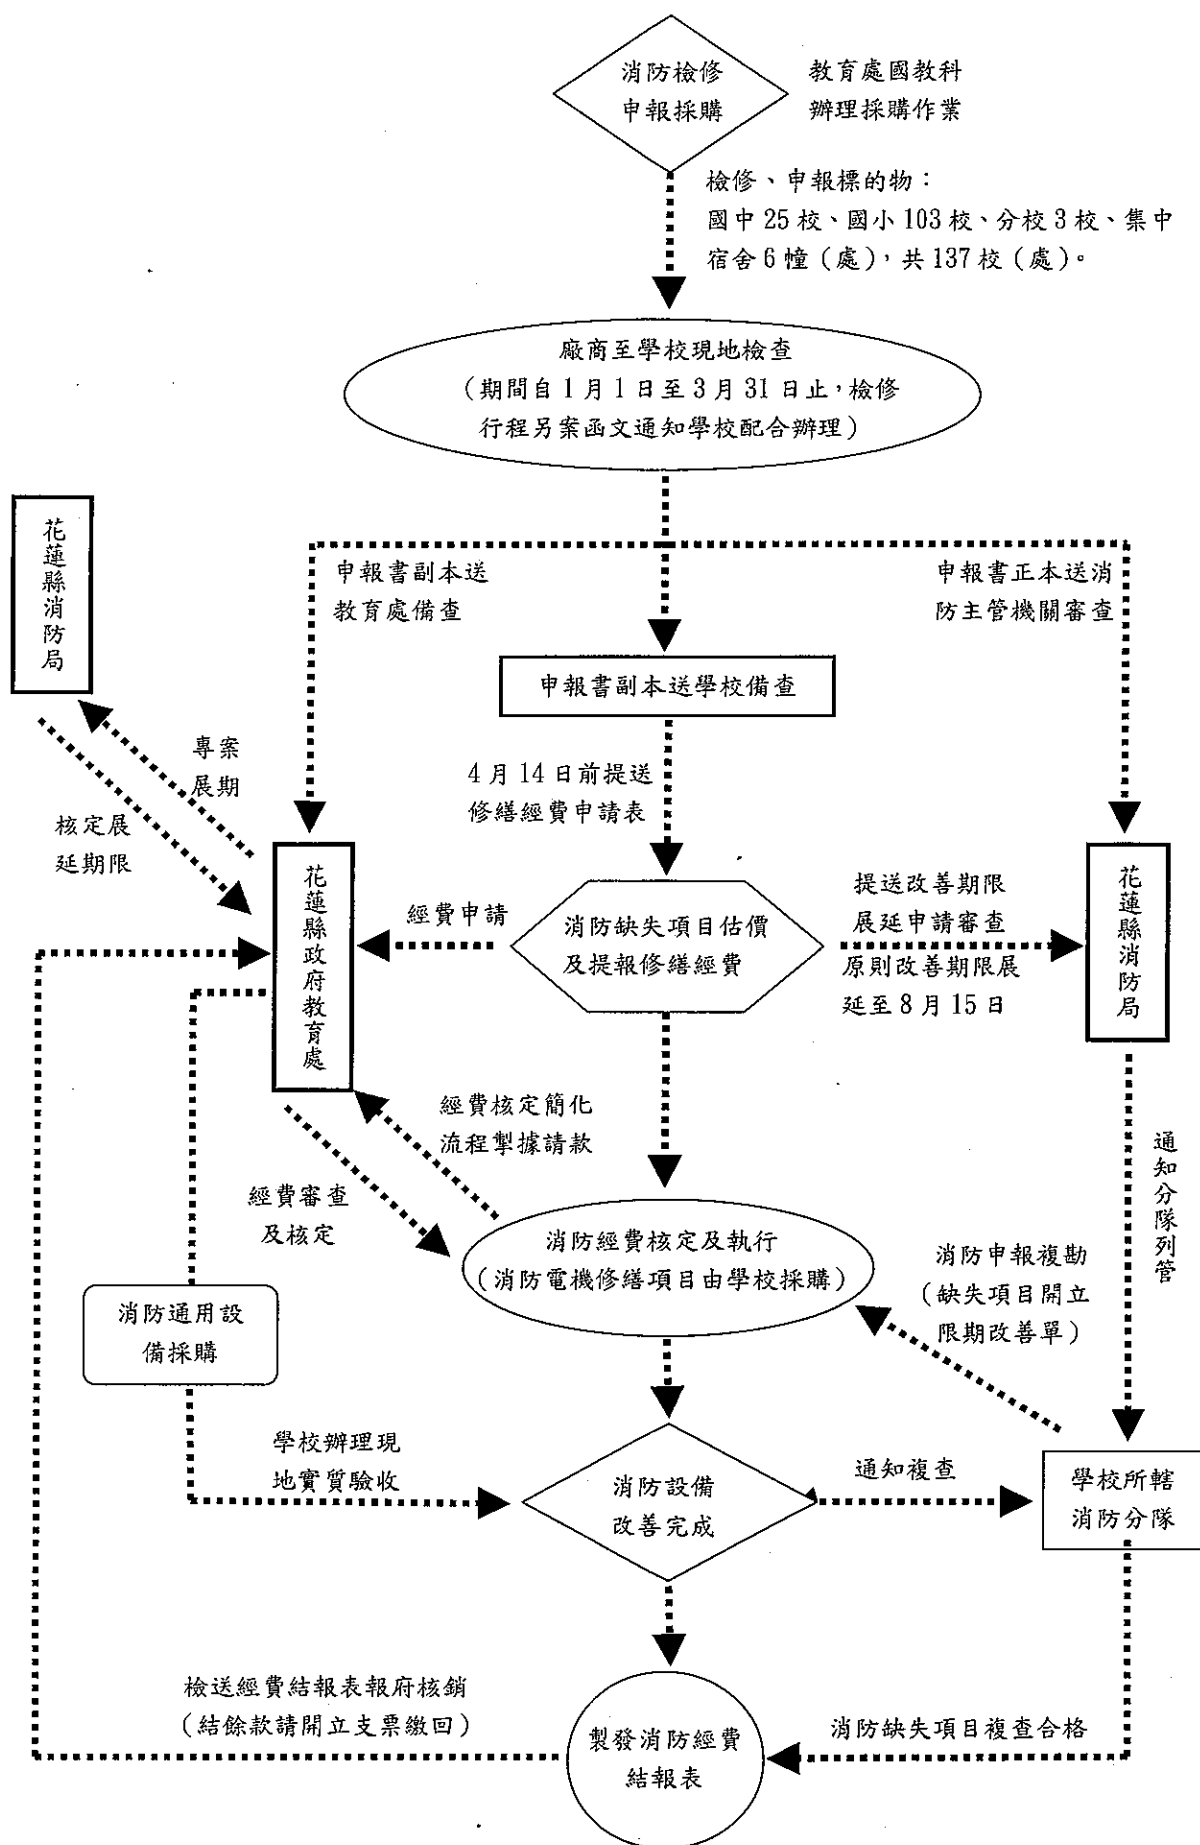 消防檢修
申報採購
教育處國教科
辦理採購作業
檢修、申報標的物：
國中 25 校、國小 103 校、分校 3 校、集中
宿舍 6 幢（處），共 137 校（處）。
廠商至學校現地檢查
（期間自 1 月 1 日至 3 月 31 日止，檢修
行程另案函文通知學校配合辦理）
花蓮縣消防局
申報書副本送
教育處備查
申報書正本送消
防主管機關審查
申報書副本送學校備查
專案
展期
核定展
延期限
4 月 14 日前提送
修繕經費申請表
花蓮縣政府教育處
經費申請
消防缺失項目估價
及提報修繕經費
提送改善期限
展延申請審查
原則改善期限展
延至 8 月 15 日
花蓮縣消防局
經費核定簡化
流程掣據請款
經費審查
及核定
通知分隊列管
消防經費核定及執行
（消防電機修繕項目由學校採購）
消防申報複勘
（缺失項目開立
限期改善單）
消防通用設
備採購
學校辦理現
地實質驗收
消防設備
改善完成
通知複查
學校所轄
消防分隊
檢送經費結報表報府核銷
（結餘款請開立支票繳回）
製發消防經費
結報表
消防缺失項目複查合格